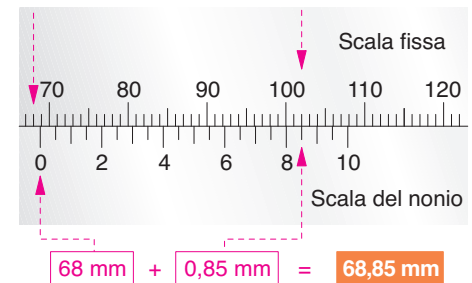 Scala fissa
70 80 90 100 110 120
0 2 4 6 8 10
Scala del nonio
68 mm + 0,85 mm = 68,85 mm